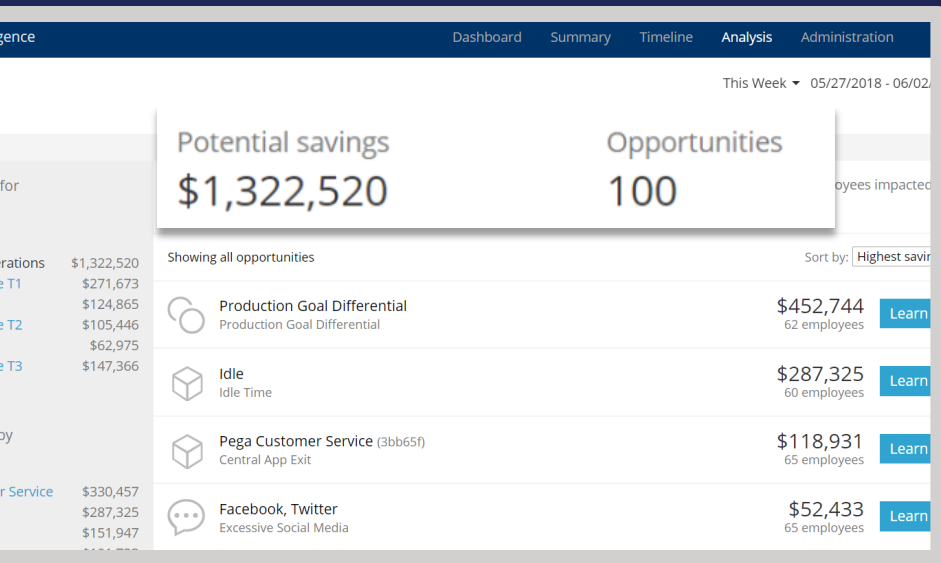 gence Dashboard Summary Timeline Analysis Administration
This Week 05/27/2018 - 06/02/
Potential savings Opportunities
$1,322,520 100
for
oyees impacted
erations $1,322,520
e T1 $271,673
$124,865
e T2 $105,446
$62,975
e T3 $147,366
by
r Service $330,457
$287,325
$151,947
Showing all opportunities Sort by: Highest savin
Production Goal Differential $452,744 Learn
Production Goal Differential 62 employees
Idle $287,325 Learn
Idle Time 60 employees
Pega Customer Service (3bb65f) $118,931 Learn
Central App Exit 65 employees
Facebook, Twitter $52,433 Learn
Excessive Social Media 65 employees